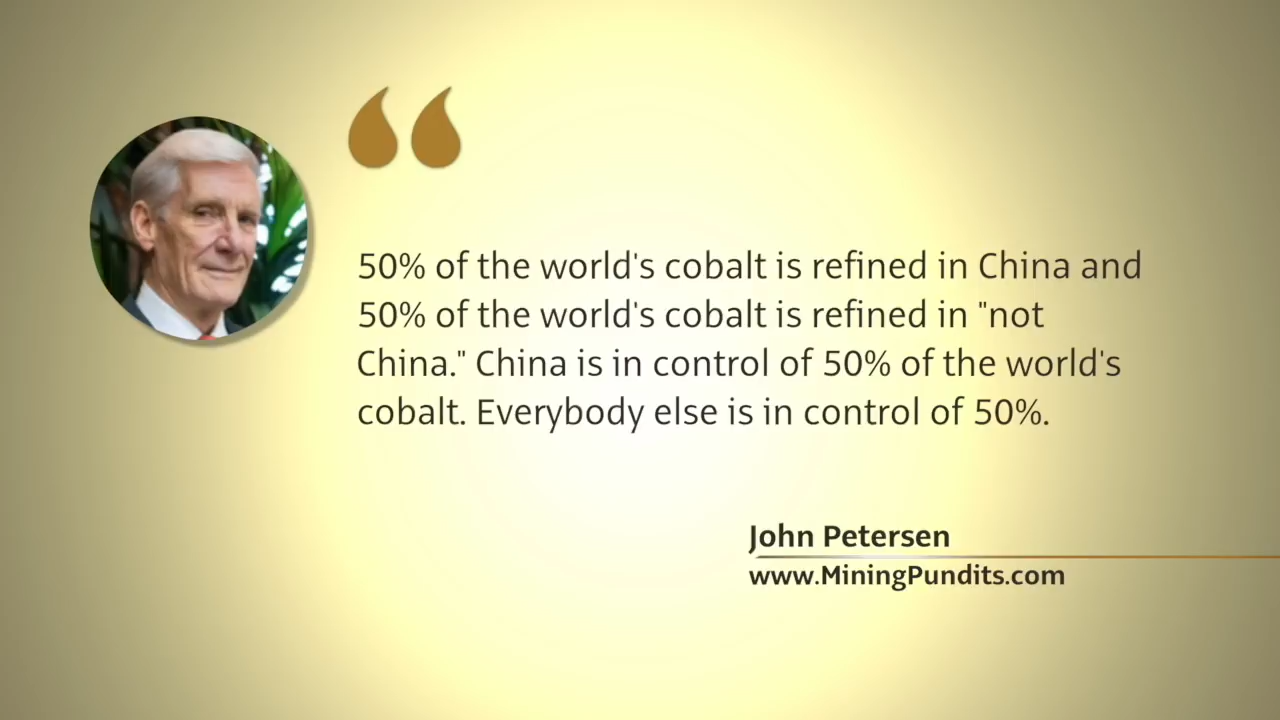 50% of the world's cobalt is refined in China and
50% of the world's cobalt is refined in "not
China." China is in control of 50% of the world's
cobalt. Everybody else is in control of 50%.
John Petersen
www.MiningPundits.com